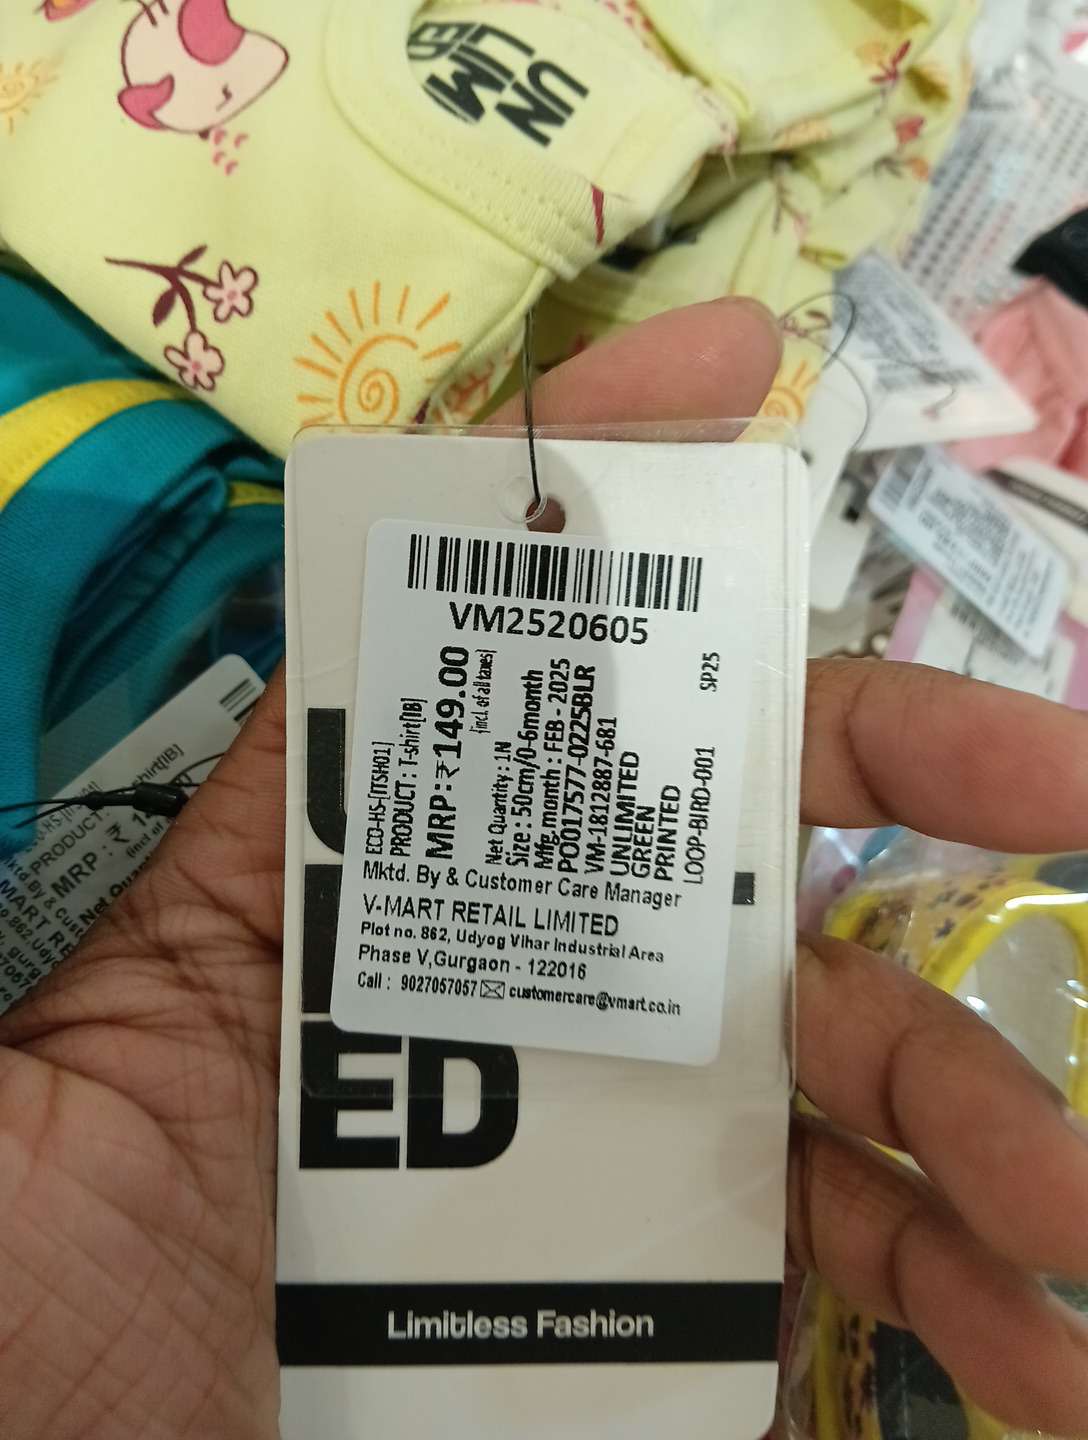 UN
LIM
ED
VM2520605
ECO-HS-[ITSH01]
PRODUCT : T-shirt[IB]
MRP:₹149.00
[incl. of all taxes]
Net Quantity : 1N
Size : 50cm/0-6month
Mfg.month : FEB - 2025
PO017577-0225BLR
VM-1812887-681
UNLIMITED
GREEN
PRINTED
LOOP-BIRD-001 SP25
Mktd. By & Customer Care Manager
V-MART RETAIL LIMITED
Plot no. 862, Udyog Vihar Industrial Area
Phase V,Gurgaon - 122016
Call : 9027057057 customercare@vmart.co.in
ED
Limitless Fashion
PRODUCT :
MRP : ₹
Net Quan